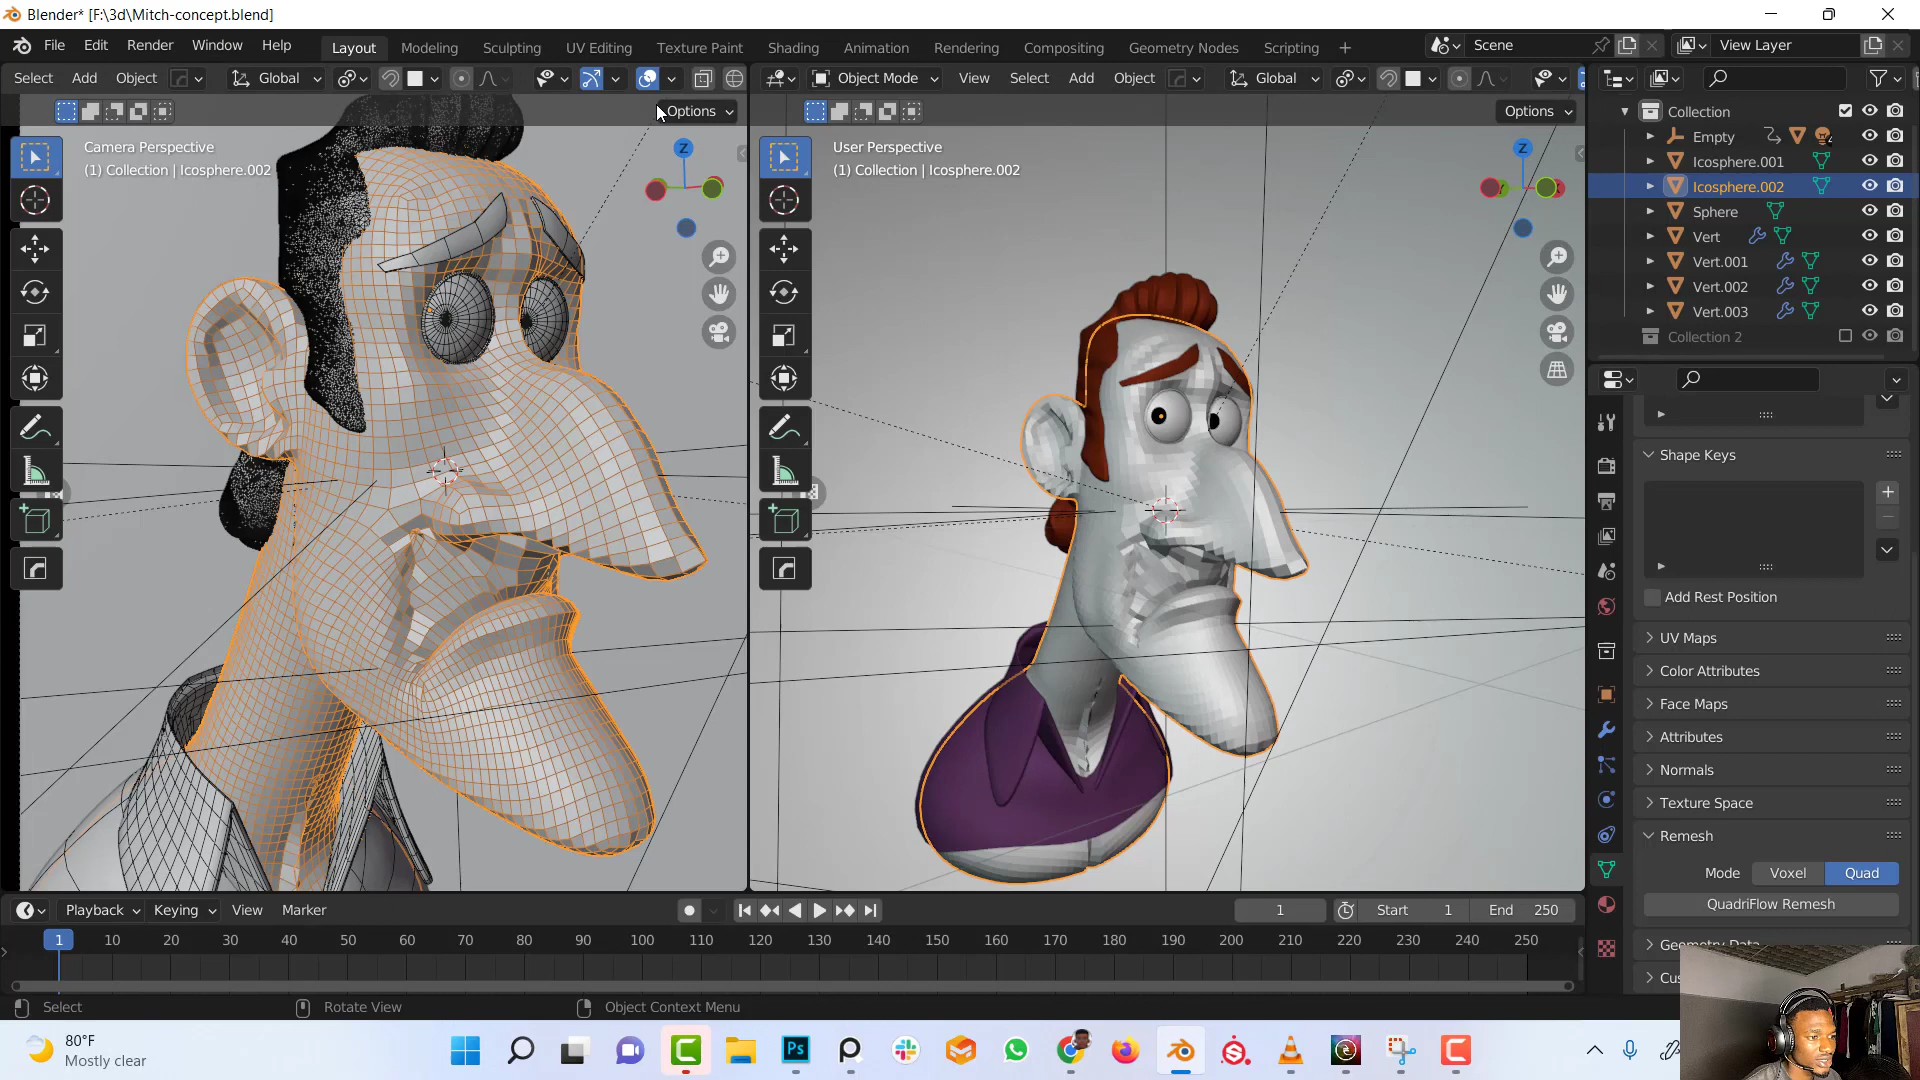 Blender* [F:\3d\Mitch-concept.blend]
File Edit Render Window Help Layout Modeling Sculpting UV Editing Texture Paint Shading Animation Rendering Compositing Geometry Nodes Scripting + Scene View Layer
Select Add Object Global Object Mode View Select Add Object Global
Options Options
Camera Perspective
(1) Collection | Icosphere.002
Z
User Perspective
(1) Collection | Icosphere.002
Z
Collection
Empty
Icosphere.001
Icosphere.002
Sphere
Vert
Vert.001
Vert.002
Vert.003
Collection 2
Shape Keys
Add Rest Position
UV Maps
Color Attributes
Face Maps
Attributes
Normals
Texture Space
Remesh
Mode Voxel Quad
QuadriFlow Remesh
Geometry Data
Playback Keying View Marker 1 Start 1 End 250
1 10 20 30 40 50 60 70 80 90 100 110 120 130 140 150 160 170 180 190 200 210 220 230 240 250
Select Rotate View Object Context Menu
80°F
Mostly clear
Ps